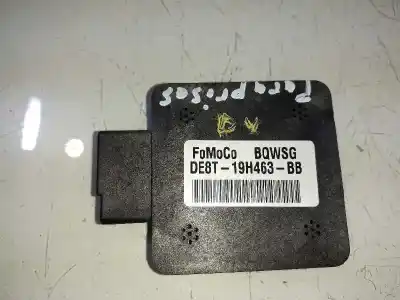 Parabrisas
FoMoCo BQWSG
DE8T-19H463-BB